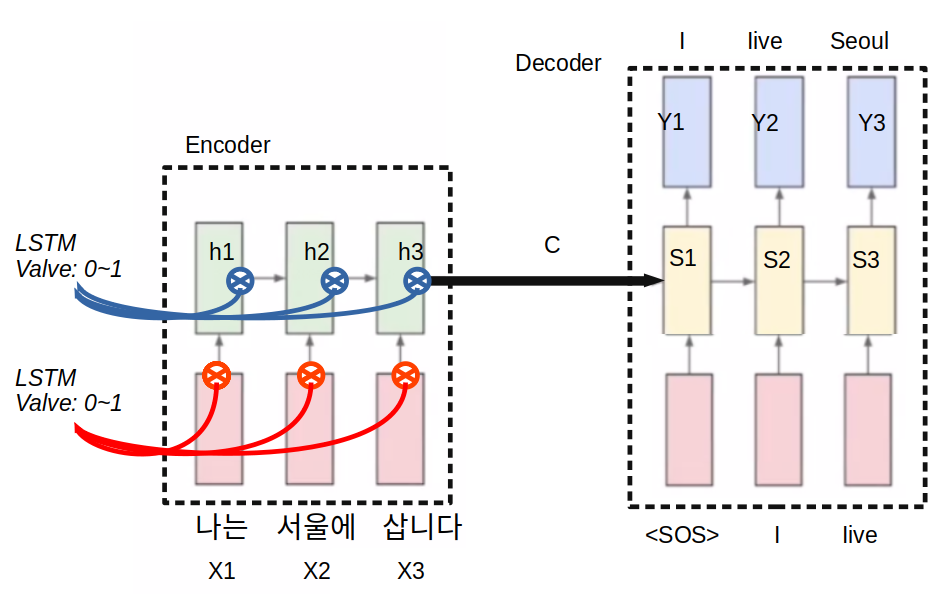 I live Seoul
Decoder
Y1 Y2 Y3
Encoder
LSTM
Valve: 0~1
h1 h2 h3
C
S1 S2 S3
LSTM
Valve: 0~1
나는 서울에 삽니다
X1 X2 X3
<SOS> I live